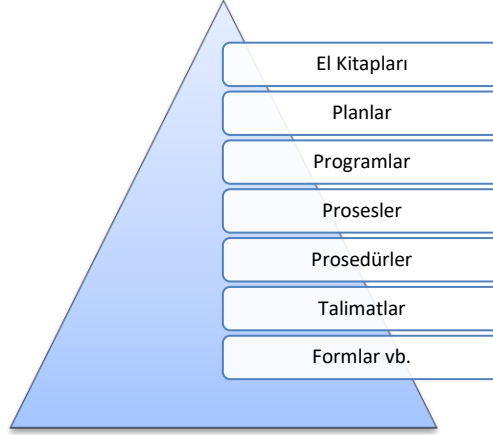 El Kitapları
Planlar
Programlar
Prosesler
Prosedürler
Talimatlar
Formlar vb.